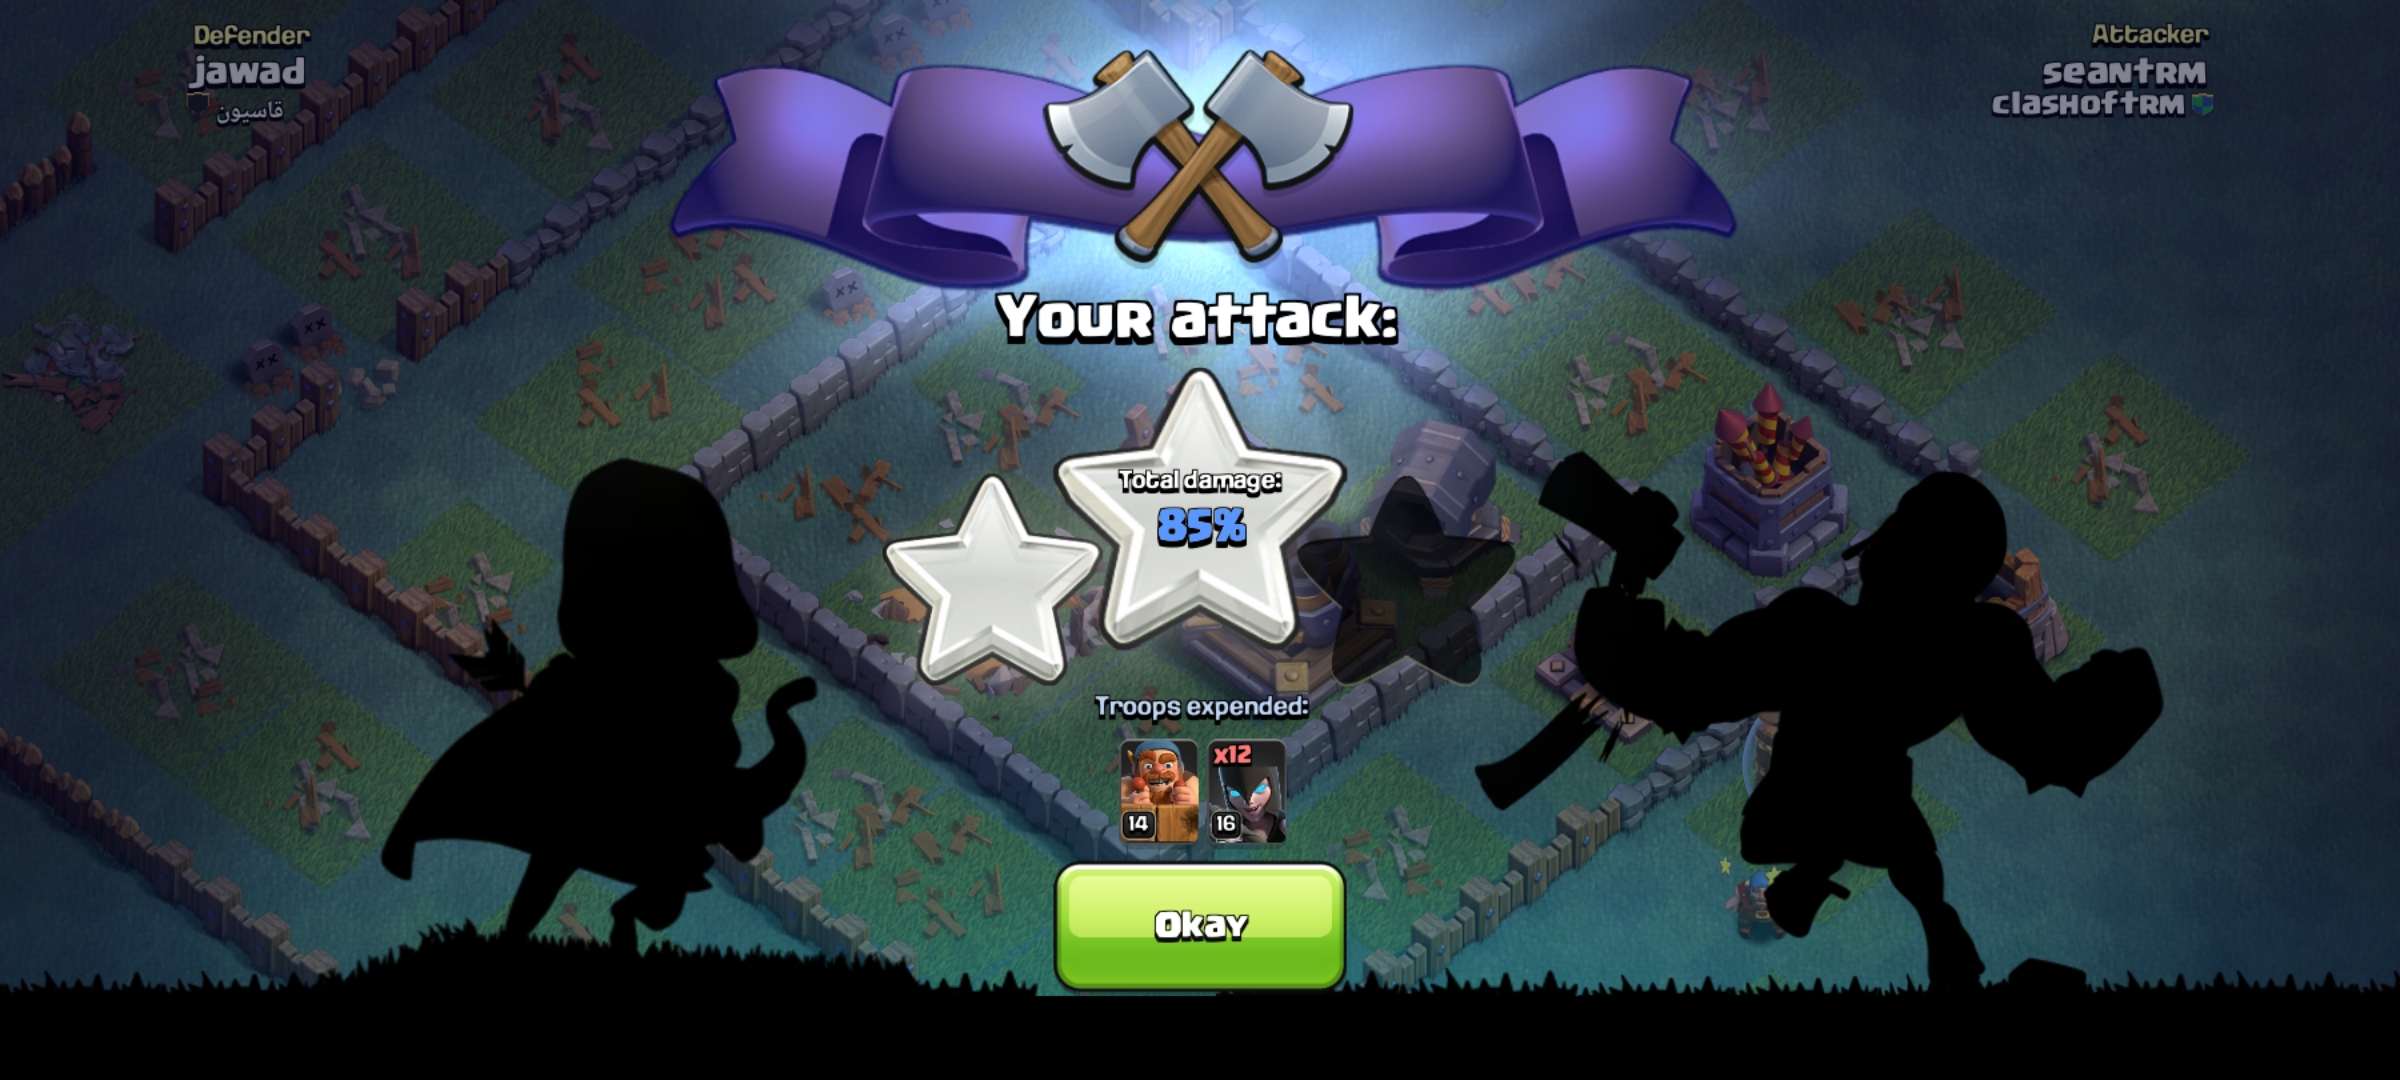 Defender
jawad
قاسيون
Attacker
seantRM
clashoftRM
Your attack:
Total damage:
85%
Troops expended:
x12
14
16
Okay